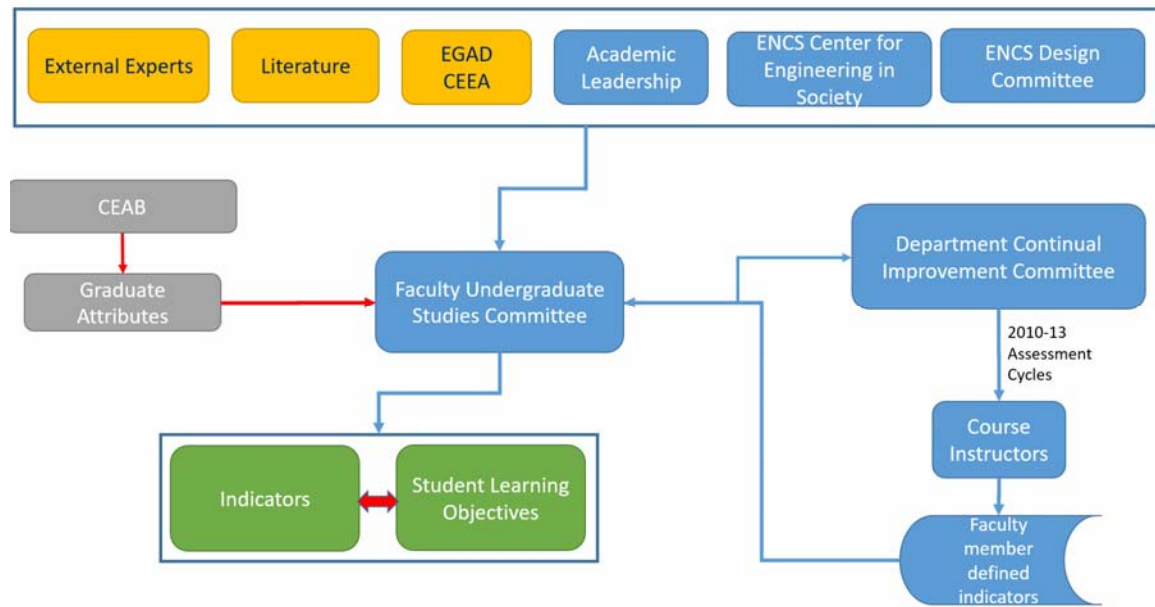 External Experts
Literature
EGAD
CEEA
Academic
Leadership
ENCS Center for
Engineering in
Society
ENCS Design
Committee
CEAB
Graduate
Attributes
Faculty Undergraduate
Studies Committee
Department Continual
Improvement Committee
2010-13
Assessment
Cycles
Course
Instructors
Indicators
Student Learning
Objectives
Faculty
member
defined
indicators